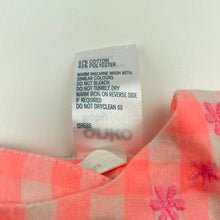 57% COTTON
43% POLYESTER
WARM MACHINE WASH WITH
SIMILAR COLOURS
DO NOT BLEACH
DO NOT TUMBLE DRY
WARM IRON ON REVERSE SIDE
IF REQUIRED
DO NOT DRYCLEAN
anko